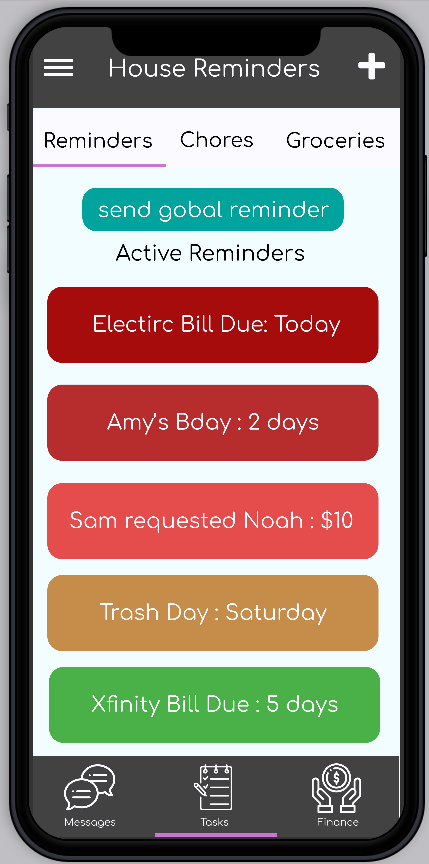 House Reminders
Reminders Chores Groceries
send gobal reminder
Active Reminders
Electirc Bill Due: Today
Amy's Bday : 2 days
Sam requested Noah : $10
Trash Day : Saturday
Xfinity Bill Due : 5 days
$
Messages Tasks Finance